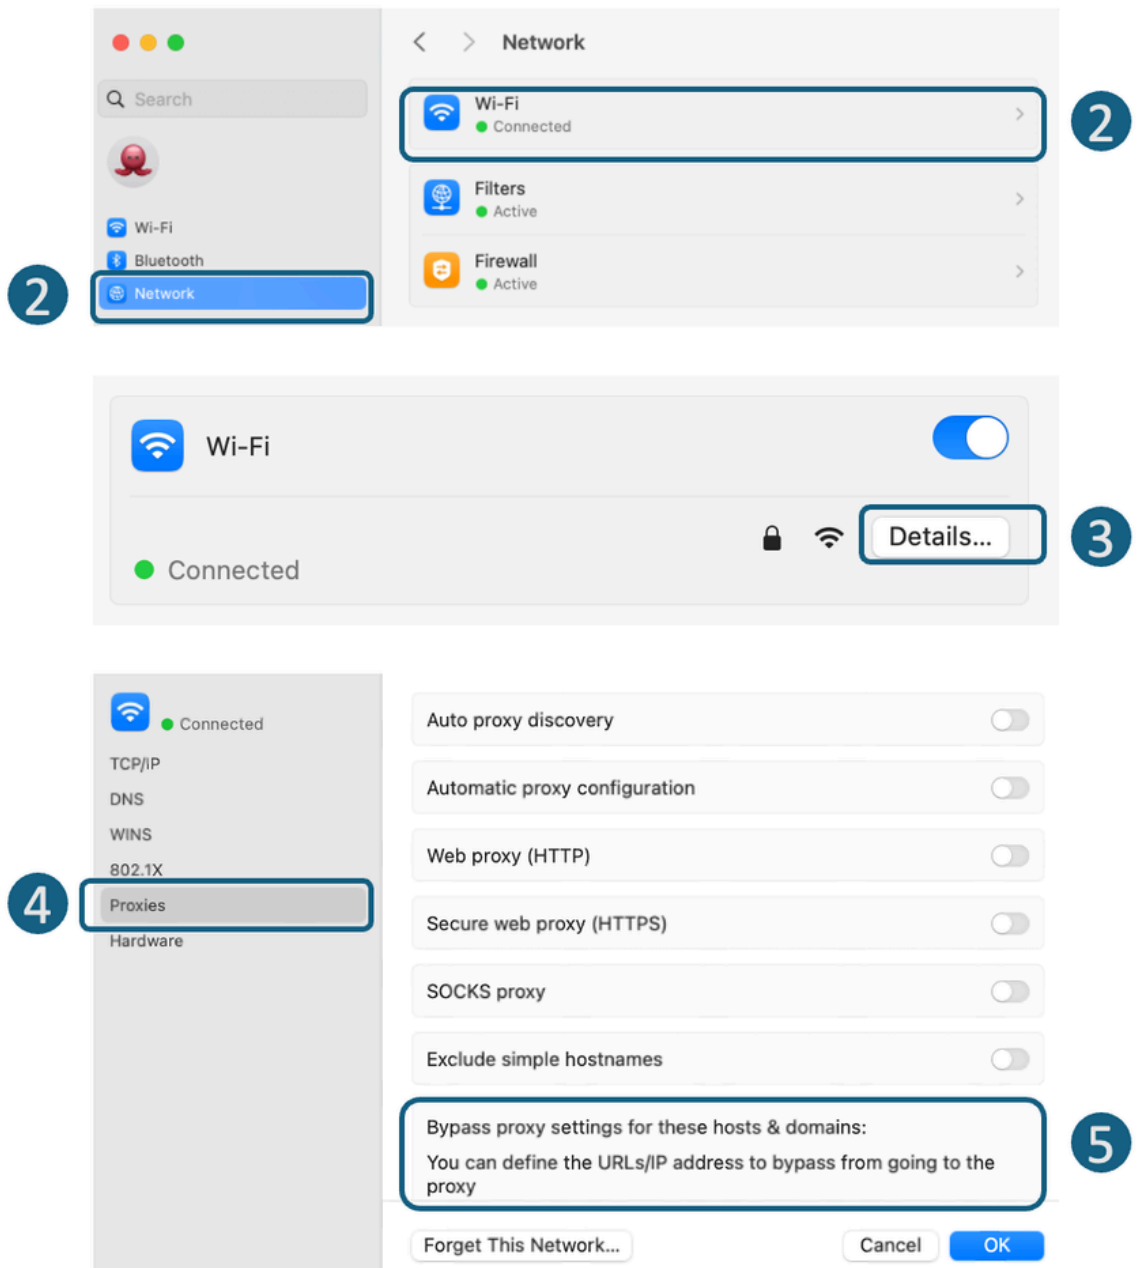 Network
Search
Wi-Fi
Connected
2
Filters
Active
Wi-Fi
Bluetooth
Firewall
Active
2
Network
Wi-Fi
Details...
3
Connected
Connected
TCP/IP
DNS
WINS
802.1X
4
Proxies
Hardware
Auto proxy discovery
Automatic proxy configuration
Web proxy (HTTP)
Secure web proxy (HTTPS)
SOCKS proxy
Exclude simple hostnames
Bypass proxy settings for these hosts & domains:
You can define the URLs/IP address to bypass from going to the
proxy
5
Forget This Network...
Cancel
OK